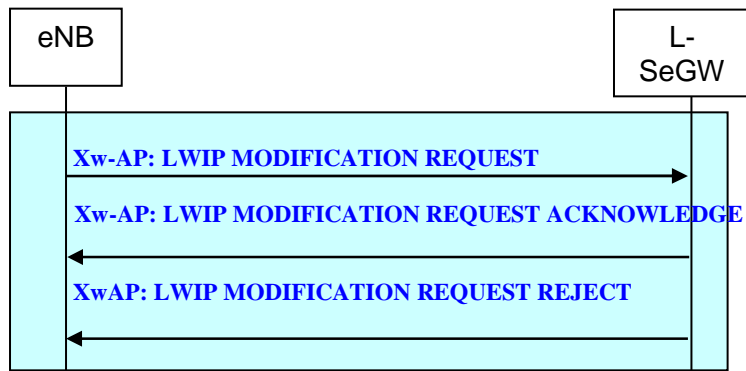 eNB
L-
SeGW
Xw-AP: LWIP MODIFICATION REQUEST
Xw-AP: LWIP MODIFICATION REQUEST ACKNOWLEDGE
XwAP: LWIP MODIFICATION REQUEST REJECT